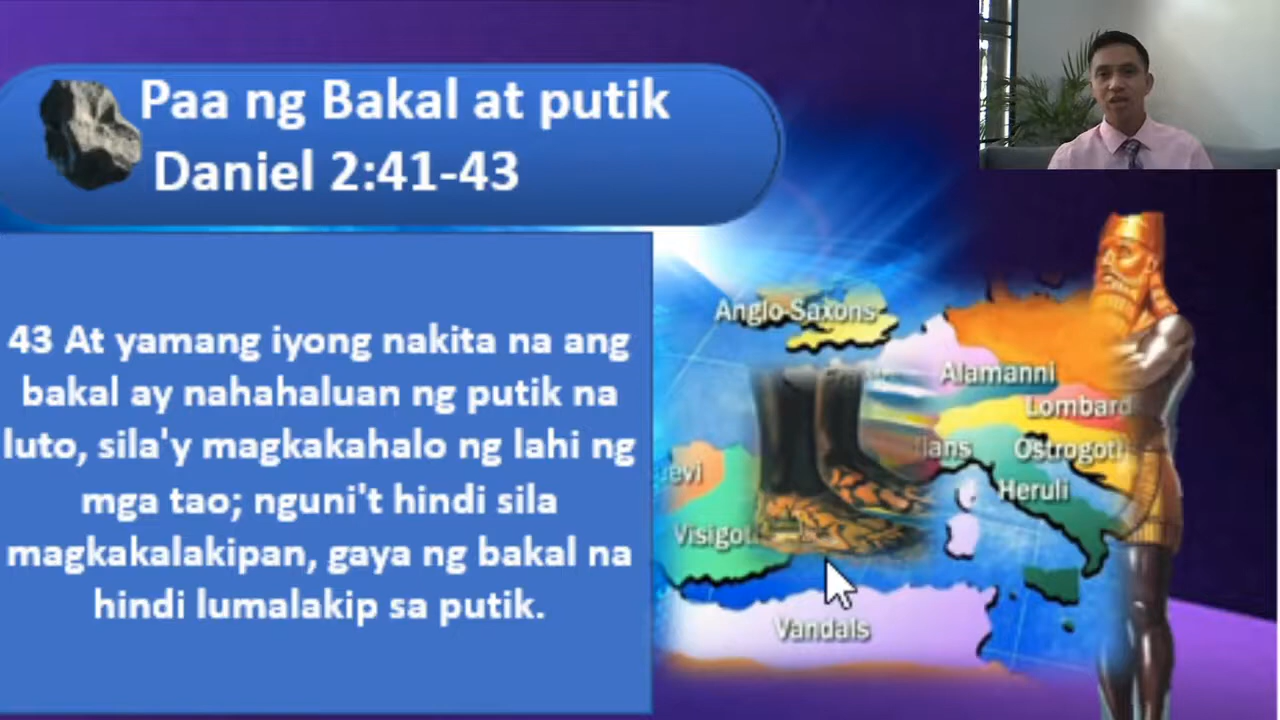 Paa ng Bakal at putik
Daniel 2:41-43
43 At yamang iyong nakita na ang
bakal ay nahahaluan ng putik na
luto, sila'y magkakahalo ng lahi ng
mga tao; nguni't hindi sila
magkakalakipan, gaya ng bakal na
hindi lumalakip sa putik.
Anglo-Saxons
Alamanni
Lombard
Ostrogoth
Heruli
Vandals